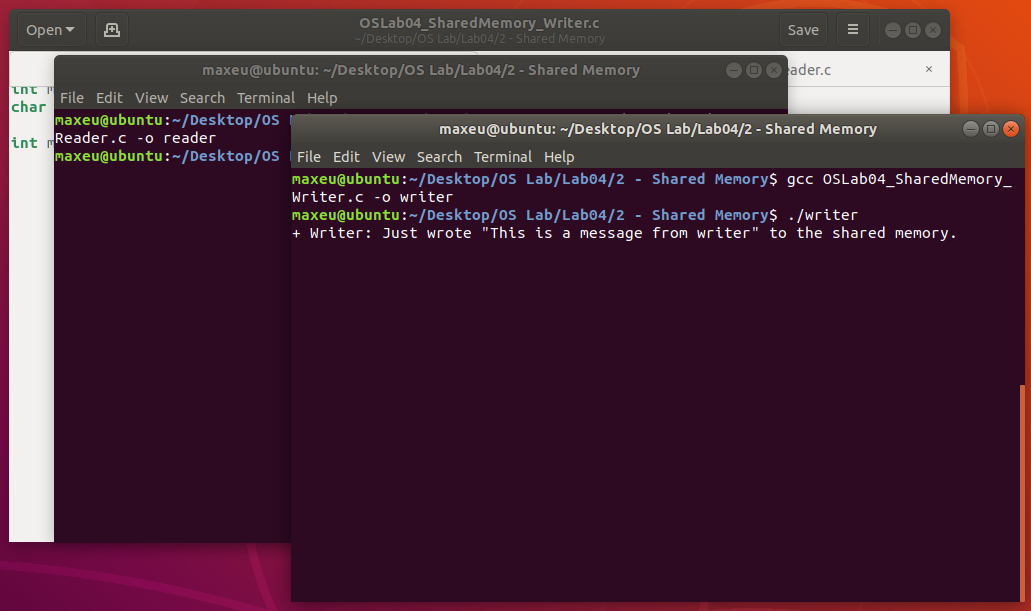 Open
OSLab04_SharedMemory_Writer.c
~/Desktop/OS Lab/Lab04/2 - Shared Memory
Save
eader.c
int
char
int
maxeu@ubuntu: ~/Desktop/OS Lab/Lab04/2 - Shared Memory
File Edit View Search Terminal Help
maxeu@ubuntu:~/Desktop/OS
Reader.c -o reader
maxeu@ubuntu:~/Desktop/OS
maxeu@ubuntu: ~/Desktop/OS Lab/Lab04/2 - Shared Memory
File Edit View Search Terminal Help
maxeu@ubuntu:~/Desktop/OS Lab/Lab04/2 - Shared Memory$ gcc OSLab04_SharedMemory_
Writer.c -o writer
maxeu@ubuntu:~/Desktop/OS Lab/Lab04/2 - Shared Memory$ ./writer
+ Writer: Just wrote "This is a message from writer" to the shared memory.